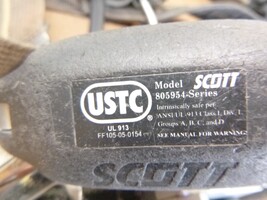 Model SCOTT
805954-Series
USTC
UL 913
FF105-05-0154
Intrinsically safe per
ANSI/UL-913 Class I, Div. 1,
Groups A, B, C, and D
SEE MANUAL FOR WARNING!
SCOTT